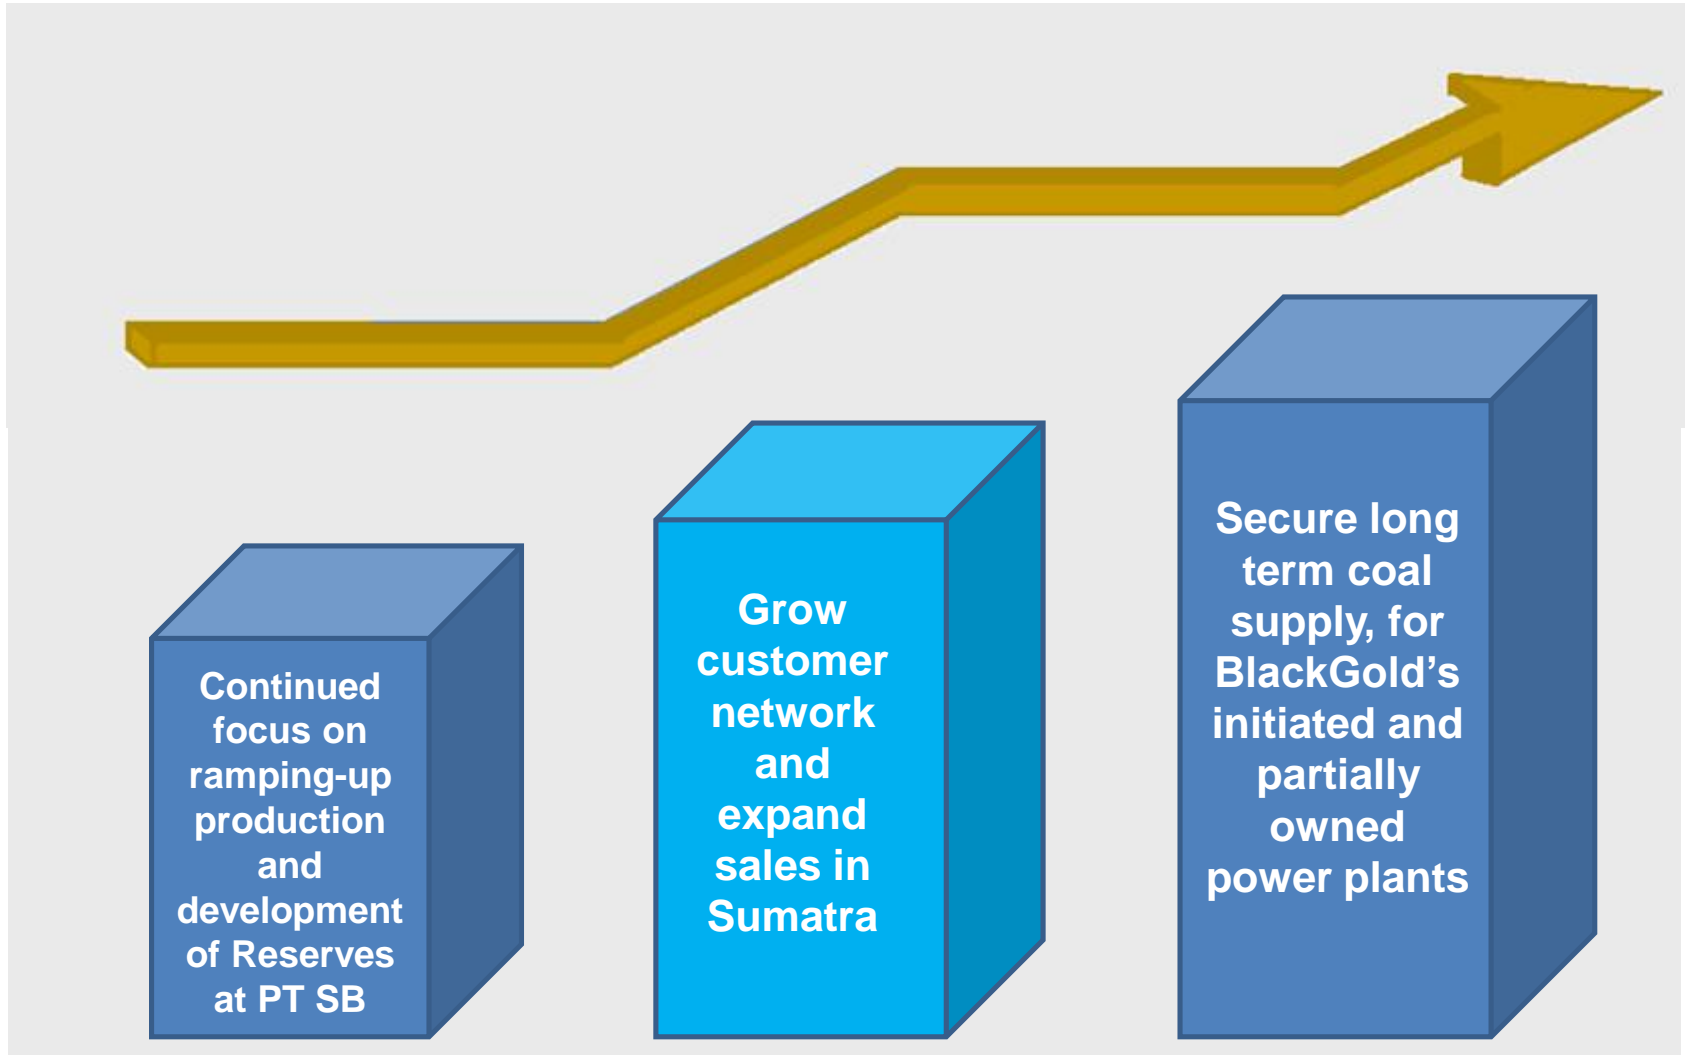 Continued
focus on
ramping-up
production
and
development
of Reserves
at PT SB
Grow
customer
network
and
expand
sales in
Sumatra
Secure long
term coal
supply, for
BlackGold’s
initiated and
partially
owned
power plants